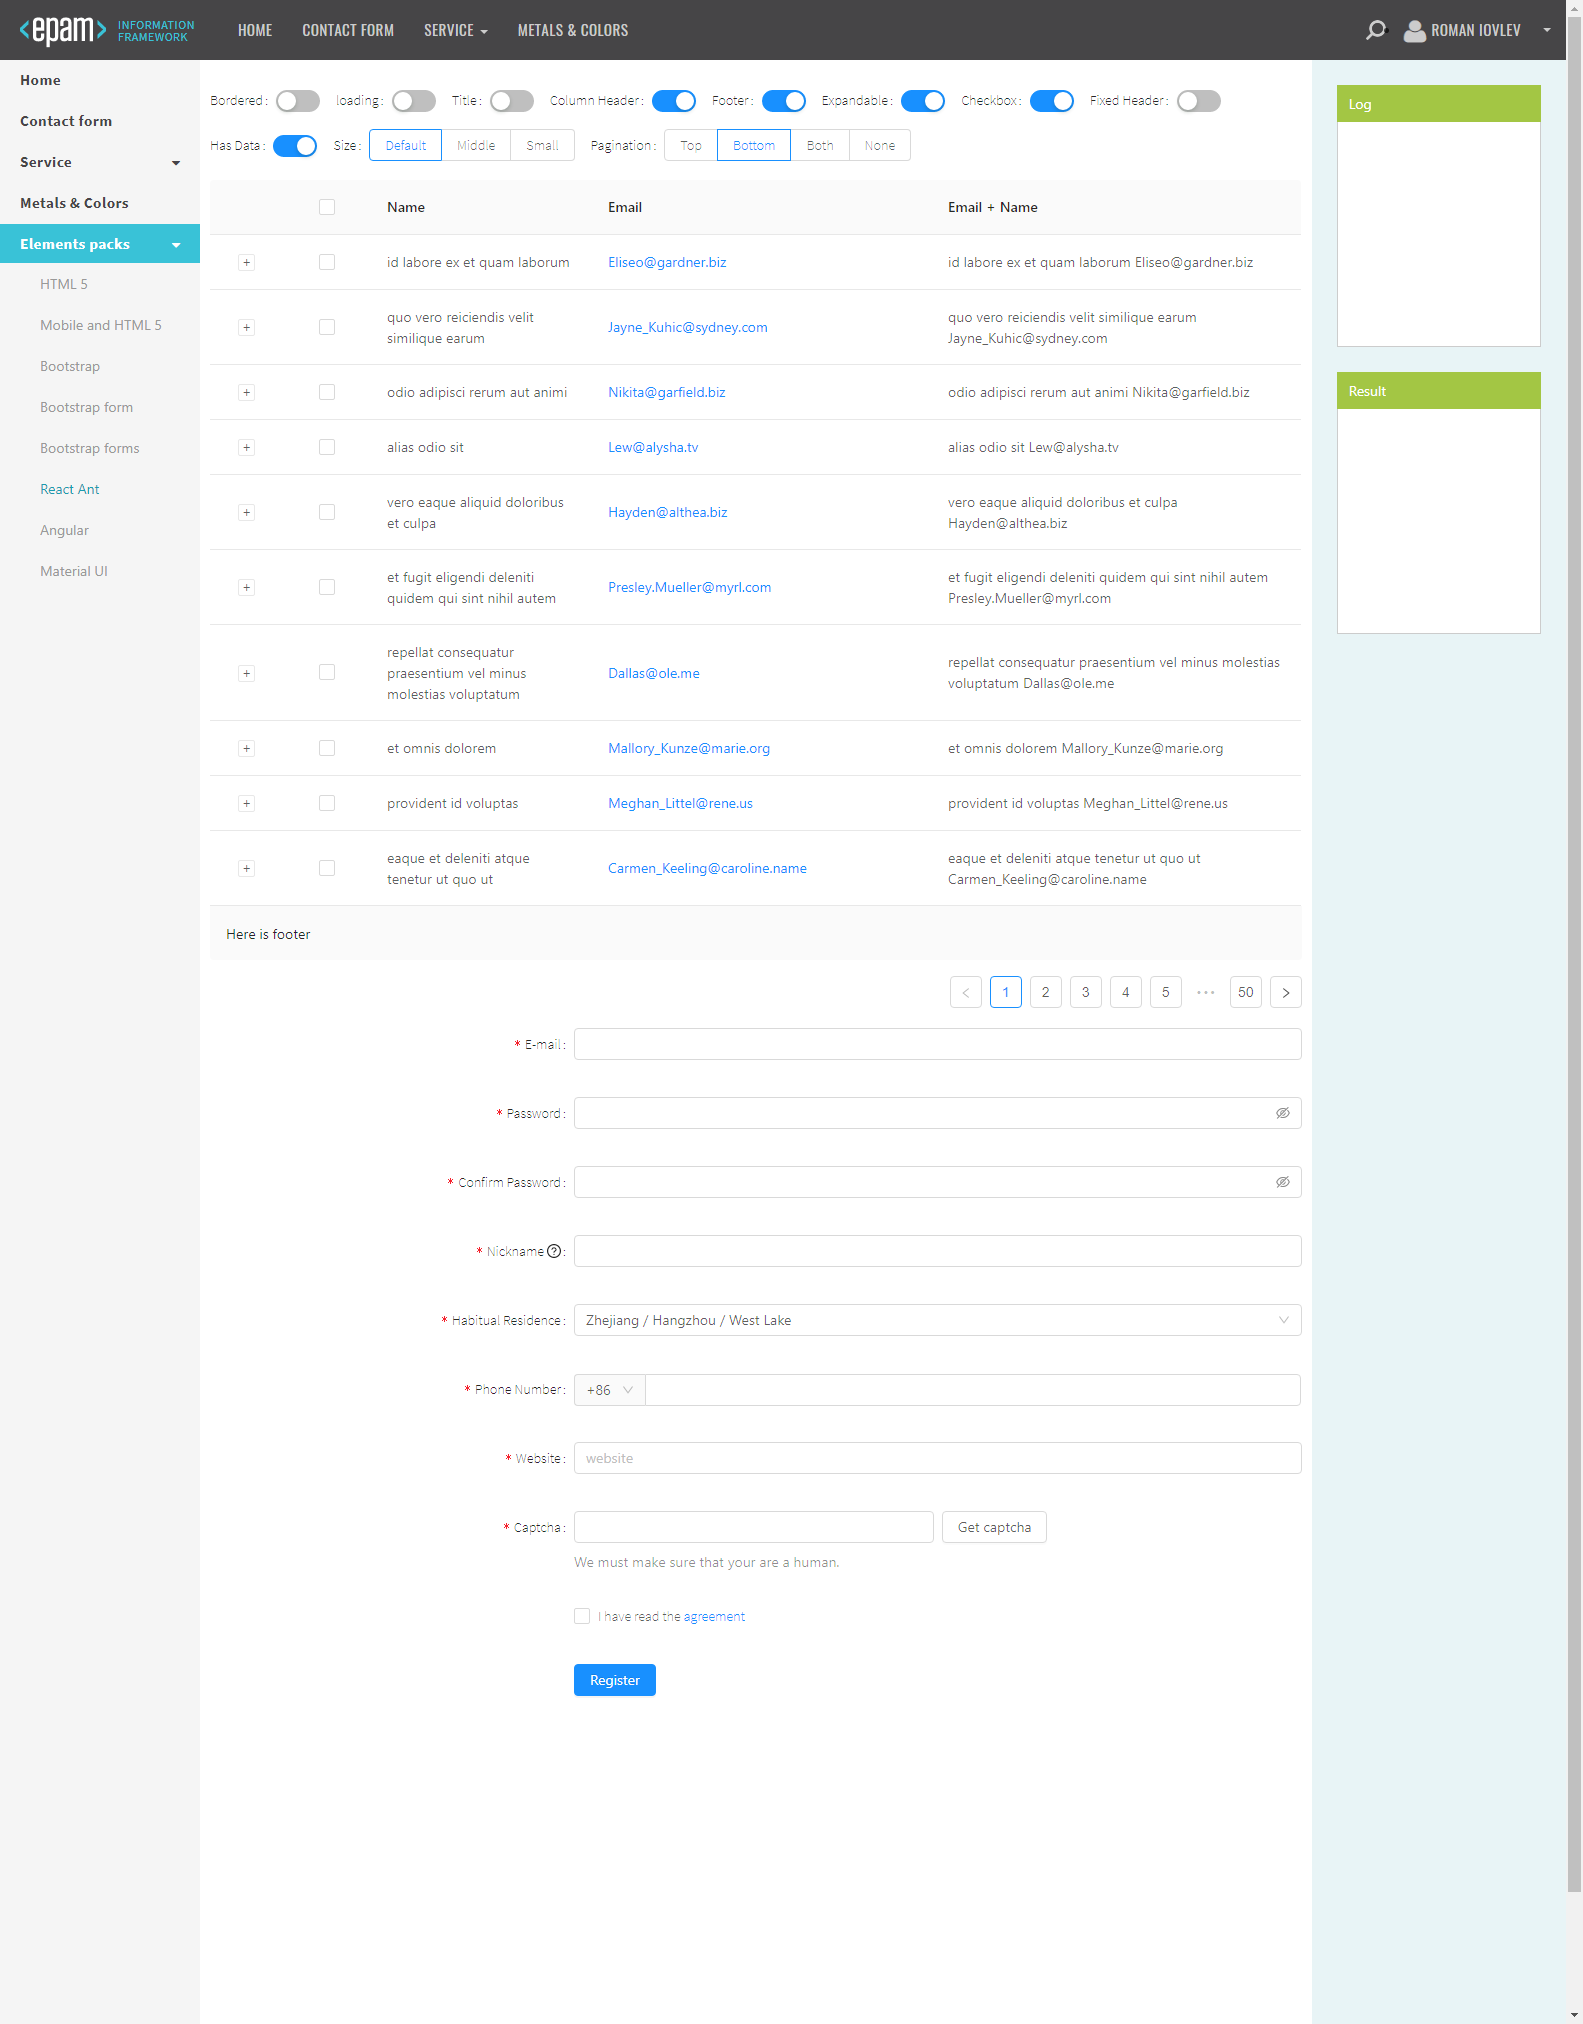 <epam> INFORMATION FRAMEWORK HOME CONTACT FORM SERVICE METALS & COLORS ROMAN IOVLEV
Home
Contact form
Service
Metals & Colors
Elements packs
HTML 5
Mobile and HTML 5
Bootstrap
Bootstrap form
Bootstrap forms
React Ant
Angular
Material UI
Bordered: loading: Title: Column Header: Footer: Expandable: Checkbox: Fixed Header:
Has Data: Size: Default Middle Small Pagination: Top Bottom Both None
Name Email Email + Name
+ id labore ex et quam laborum Eliseo@gardner.biz id labore ex et quam laborum Eliseo@gardner.biz
+ quo vero reiciendis velit
similique earum
Jayne_Kuhic@sydney.com
quo vero reiciendis velit similique earum
Jayne_Kuhic@sydney.com
+ odio adipisci rerum aut animi Nikita@garfield.biz odio adipisci rerum aut animi Nikita@garfield.biz
+ alias odio sit Lew@alysha.tv alias odio sit Lew@alysha.tv
+ vero eaque aliquid doloribus
et culpa
Hayden@althea.biz
vero eaque aliquid doloribus et culpa
Hayden@althea.biz
+ et fugit eligendi deleniti
quidem qui sint nihil autem
Presley.Mueller@myrl.com
et fugit eligendi deleniti quidem qui sint nihil autem
Presley.Mueller@myrl.com
+ repellat consequatur
praesentium vel minus
molestias voluptatum
Dallas@ole.me
repellat consequatur praesentium vel minus molestias
voluptatum Dallas@ole.me
+ et omnis dolorem Mallory_Kunze@marie.org et omnis dolorem Mallory_Kunze@marie.org
+ provident id voluptas Meghan_Littel@rene.us provident id voluptas Meghan_Littel@rene.us
+ eaque et deleniti atque
tenetur ut quo ut
Carmen_Keeling@caroline.name
eaque et deleniti atque tenetur ut quo ut
Carmen_Keeling@caroline.name
Here is footer
< 1 2 3 4 5 ••• 50 >
* E-mail:
* Password:
* Confirm Password:
* Nickname ? :
* Habitual Residence: Zhejiang / Hangzhou / West Lake
* Phone Number: +86
* Website: website
* Captcha: Get captcha
We must make sure that your are a human.
I have read the agreement
Register
Log
Result